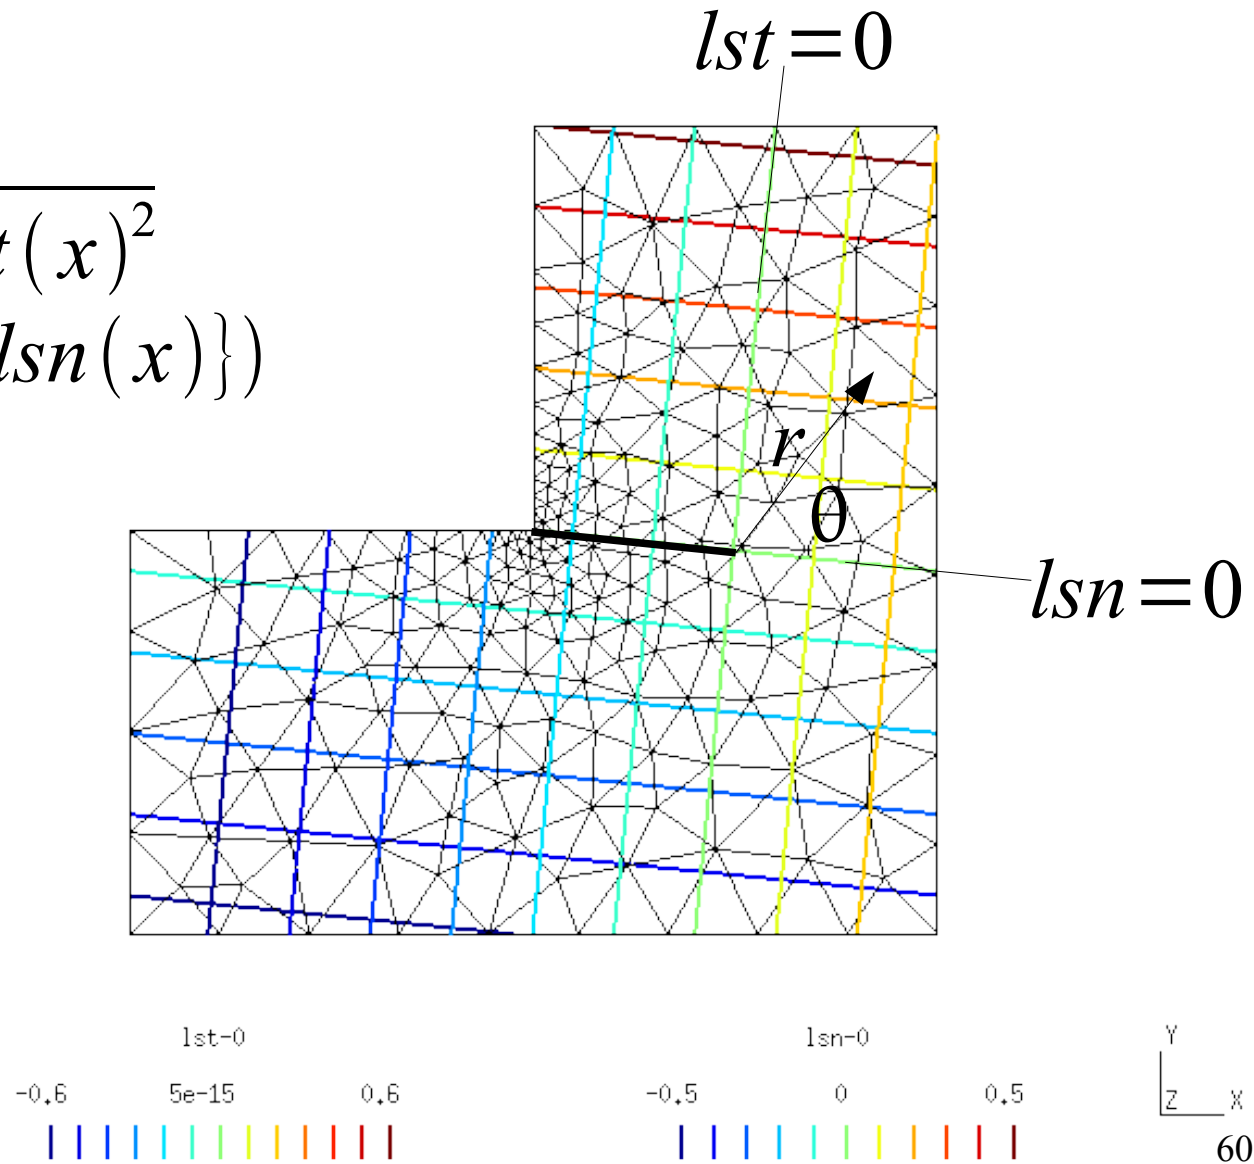 lst=0
t(x)²
lsn(x)})
r
θ
lsn=0
lst-0
lsn-0
-0.6 5e-15 0.6
-0.5 0 0.5
Y
Z X
60